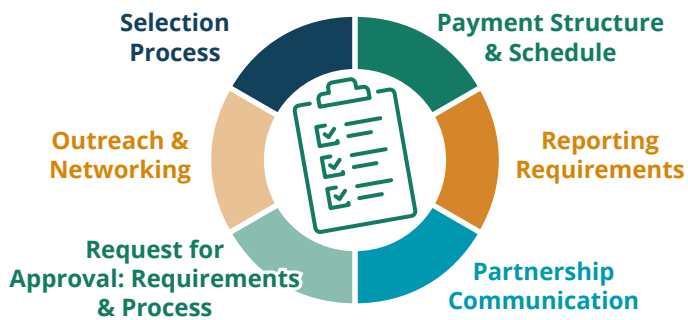 Selection
Process
Payment Structure
& Schedule
Outreach &
Networking
Reporting
Requirements
Request for
Approval: Requirements
& Process
Partnership
Communication